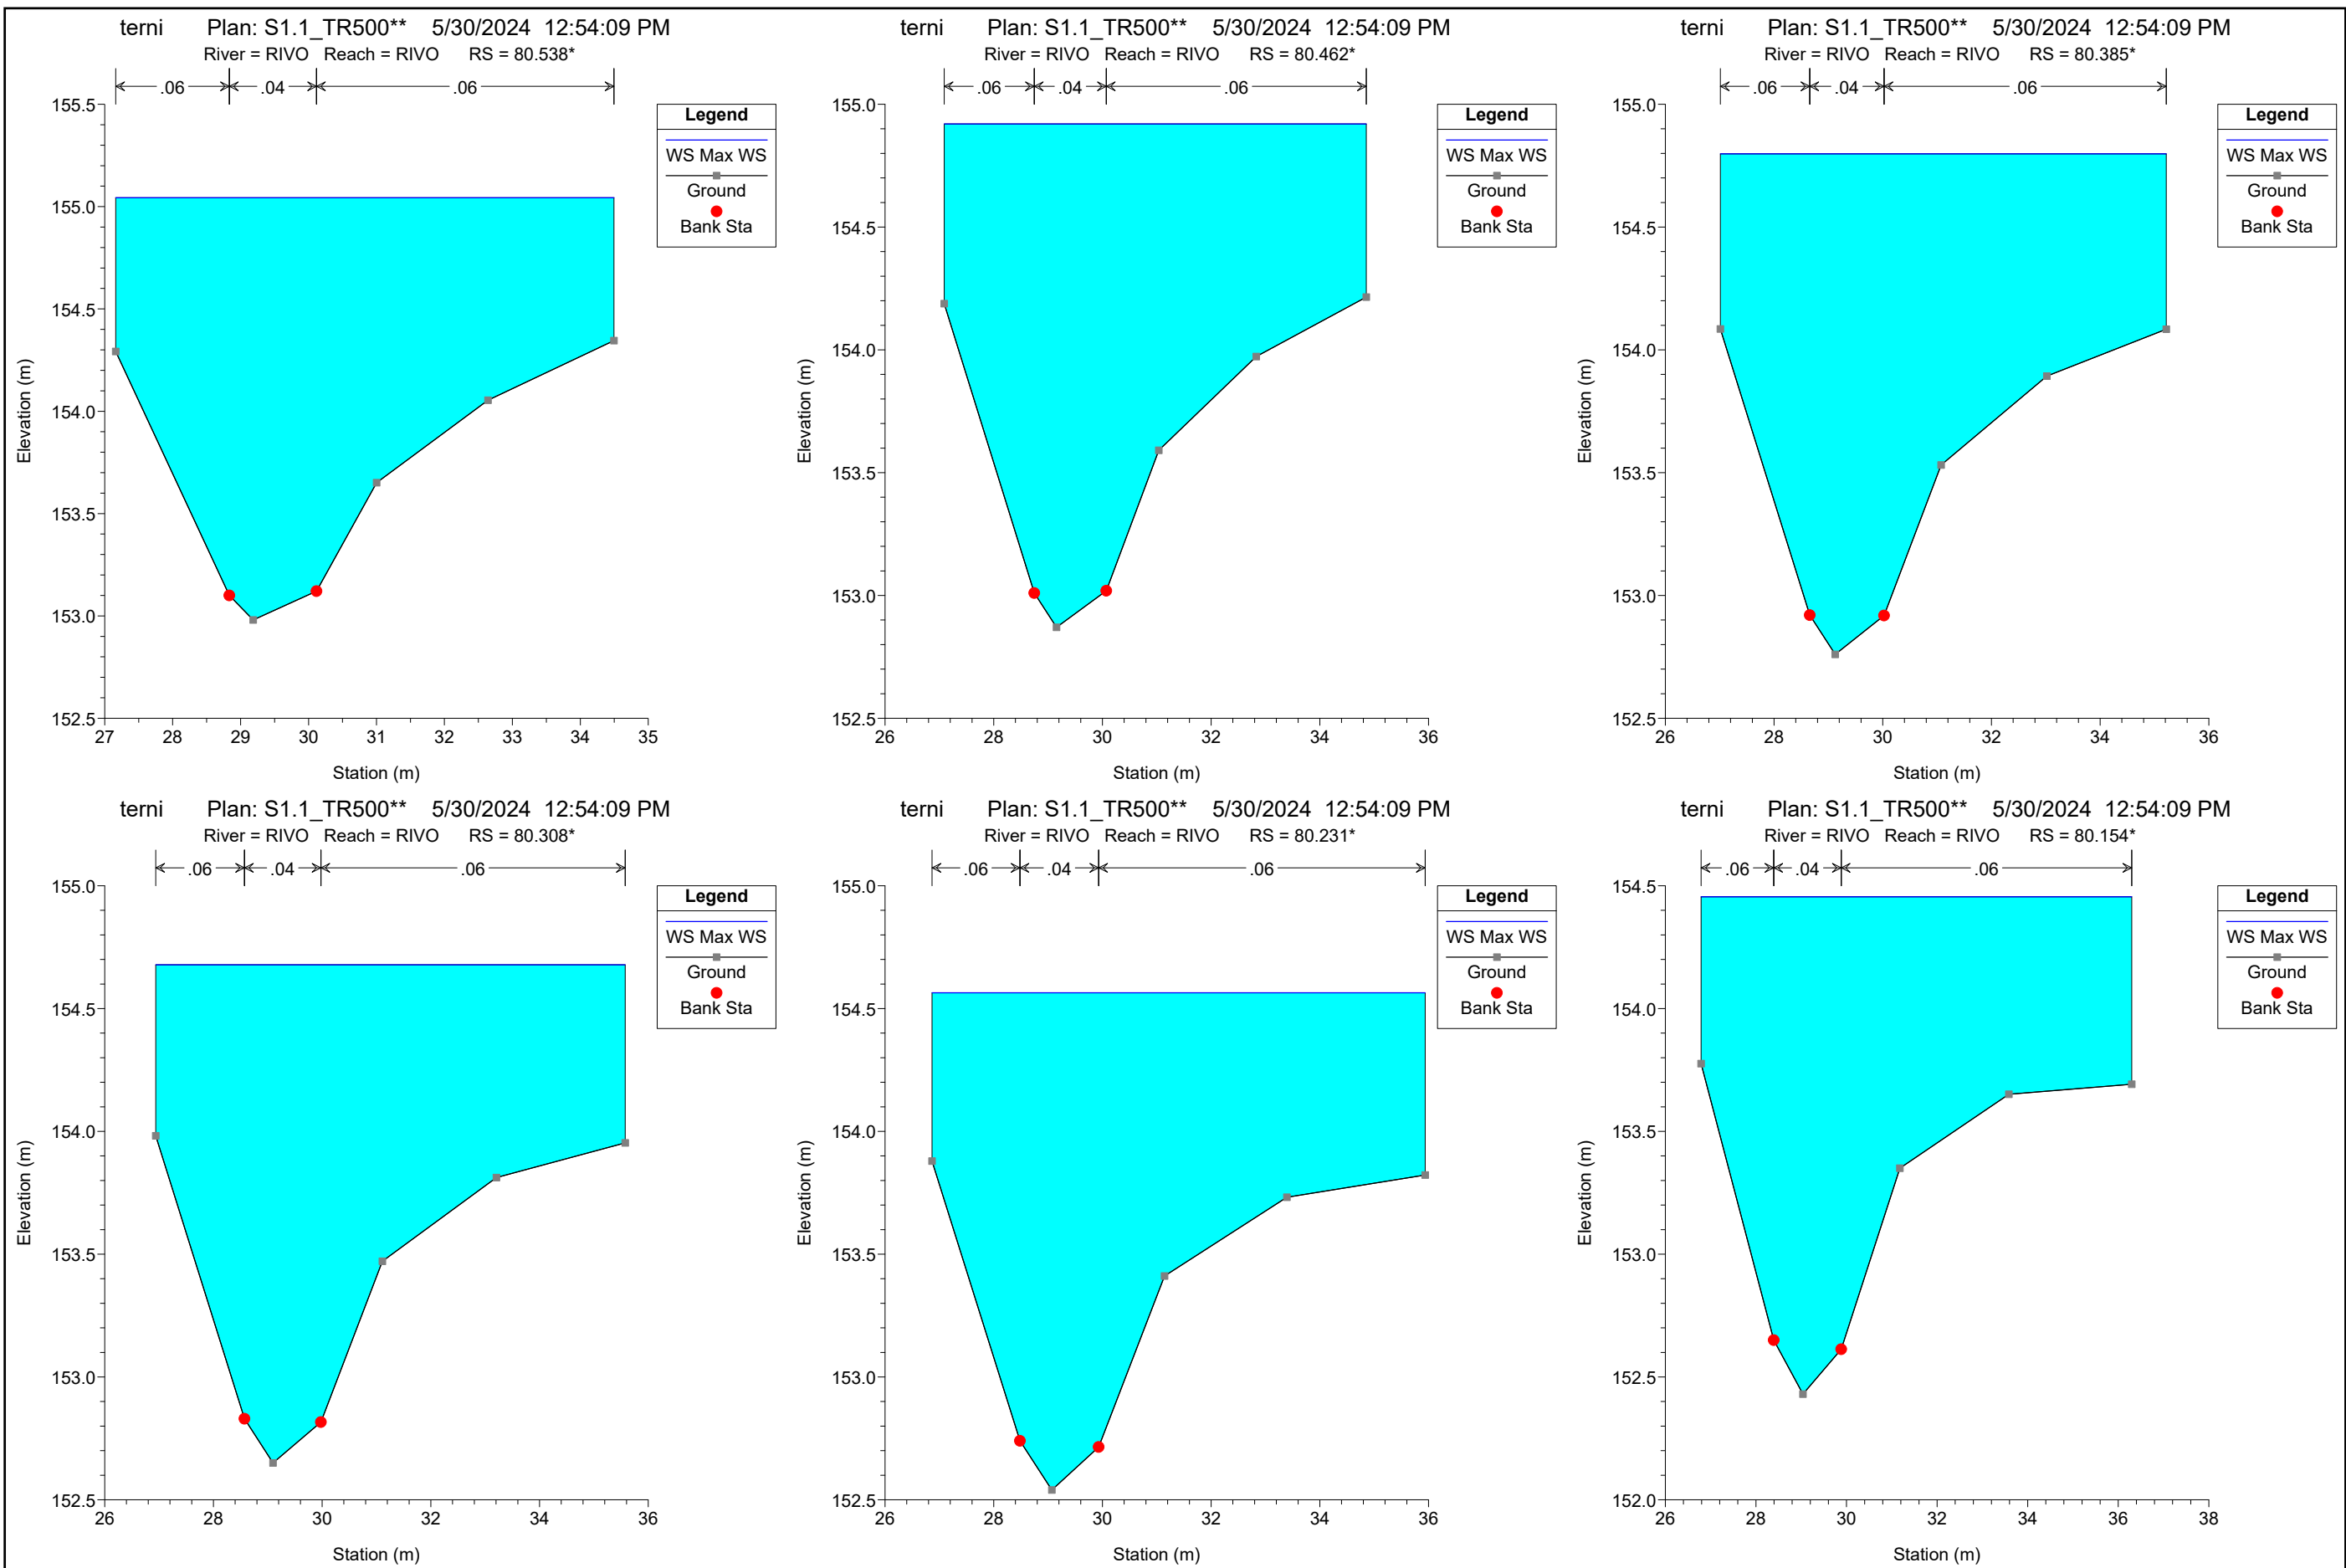 terni Plan: S1.1_TR500** 5/30/2024 12:54:09 PM
River = RIVO Reach = RIVO RS = 80.538*
.06 .04 .06
155.5
155.0
154.5
154.0
153.5
153.0
152.5
27 28 29 30 31 32 33 34 35
Station (m)
Elevation (m)
Legend
WS Max WS
Ground
Bank Sta
terni Plan: S1.1_TR500** 5/30/2024 12:54:09 PM
River = RIVO Reach = RIVO RS = 80.462*
.06 .04 .06
155.0
154.5
154.0
153.5
153.0
152.5
26 28 30 32 34 36
Station (m)
Elevation (m)
Legend
WS Max WS
Ground
Bank Sta
terni Plan: S1.1_TR500** 5/30/2024 12:54:09 PM
River = RIVO Reach = RIVO RS = 80.385*
.06 .04 .06
155.0
154.5
154.0
153.5
153.0
152.5
26 28 30 32 34 36
Station (m)
Elevation (m)
Legend
WS Max WS
Ground
Bank Sta
terni Plan: S1.1_TR500** 5/30/2024 12:54:09 PM
River = RIVO Reach = RIVO RS = 80.308*
.06 .04 .06
155.0
154.5
154.0
153.5
153.0
152.5
26 28 30 32 34 36
Station (m)
Elevation (m)
Legend
WS Max WS
Ground
Bank Sta
terni Plan: S1.1_TR500** 5/30/2024 12:54:09 PM
River = RIVO Reach = RIVO RS = 80.231*
.06 .04 .06
155.0
154.5
154.0
153.5
153.0
152.5
26 28 30 32 34 36
Station (m)
Elevation (m)
Legend
WS Max WS
Ground
Bank Sta
terni Plan: S1.1_TR500** 5/30/2024 12:54:09 PM
River = RIVO Reach = RIVO RS = 80.154*
.06 .04 .06
154.5
154.0
153.5
153.0
152.5
152.0
26 28 30 32 34 36 38
Station (m)
Elevation (m)
Legend
WS Max WS
Ground
Bank Sta